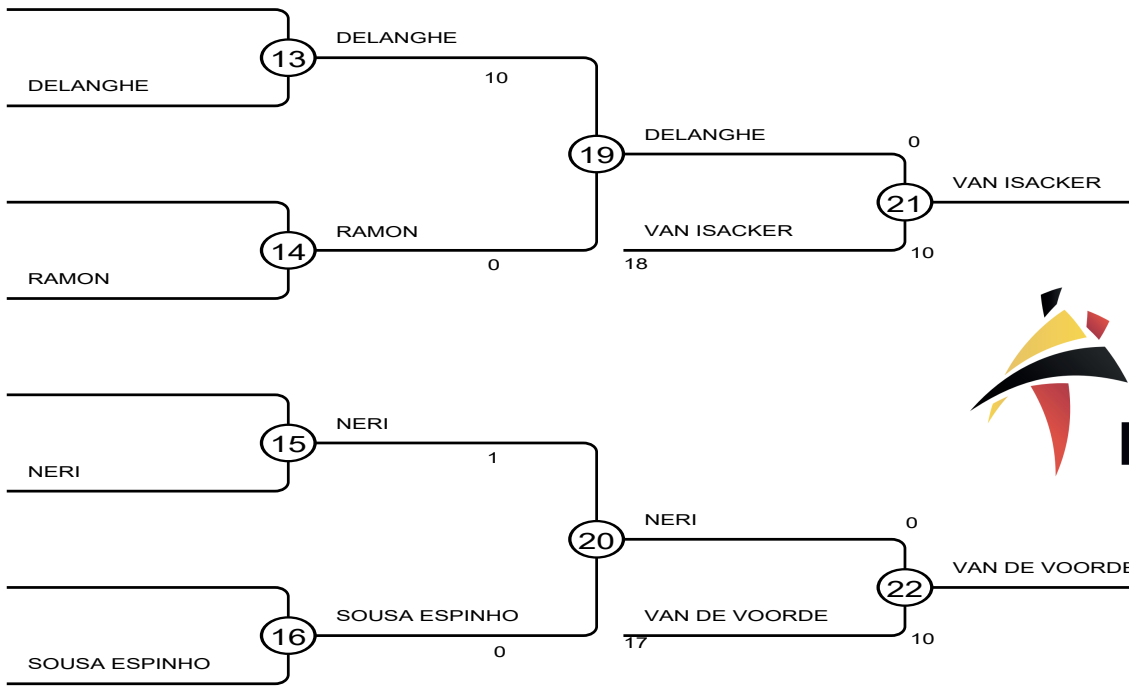 DELANGHE
13
DELANGHE
10
DELANGHE
0
19
VAN ISACKER
21
RAMON
VAN ISACKER
14
0
18
10
RAMON
NERI
15
1
NERI
NERI
0
20
VAN DE VOORDE
22
SOUSA ESPINHO
VAN DE VOORDE
16
0
17
10
SOUSA ESPINHO